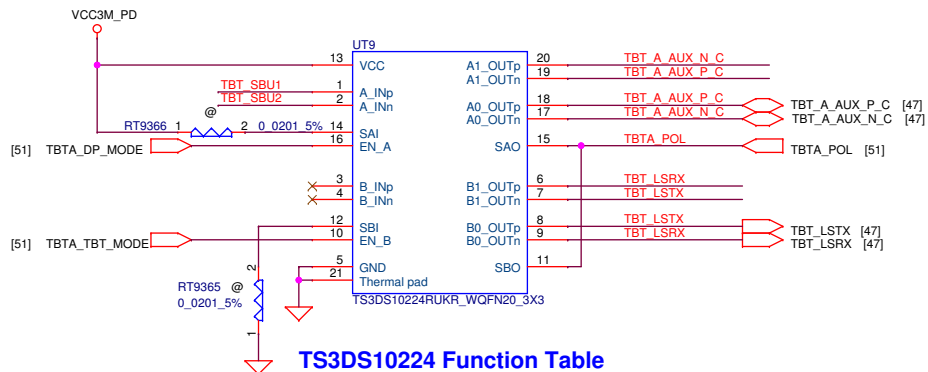 VCC3M_PD
UT9
13 VCC A1_OUTp 20 TBT_A_AUX_N_C
A1_OUTn 19 TBT_A_AUX_P_C
TBT_SBU1 1 A_INp
TBT_SBU2 2 A_INn
A0_OUTp 18 TBT_A_AUX_P_C TBT_A_AUX_P_C [47]
A0_OUTn 17 TBT_A_AUX_N_C TBT_A_AUX_N_C [47]
@
RT9366 1 2 0_0201_5% 14 SAI
[51] TBTA_DP_MODE 16 EN_A SAO 15 TBTA_POL TBTA_POL [51]
3 B_INp B1_OUTp 6 TBT_LSRX
4 B_INn B1_OUTn 7 TBT_LSTX
12 SBI B0_OUTp 8 TBT_LSTX TBT_LSTX [47]
[51] TBTA_TBT_MODE 10 EN_B B0_OUTn 9 TBT_LSRX TBT_LSRX [47]
5 GND SBO 11
21 Thermal pad
2
RT9365 @
0_0201_5%
1
TS3DS10224RUKR_WQFN20_3X3
TS3DS10224 Function Table